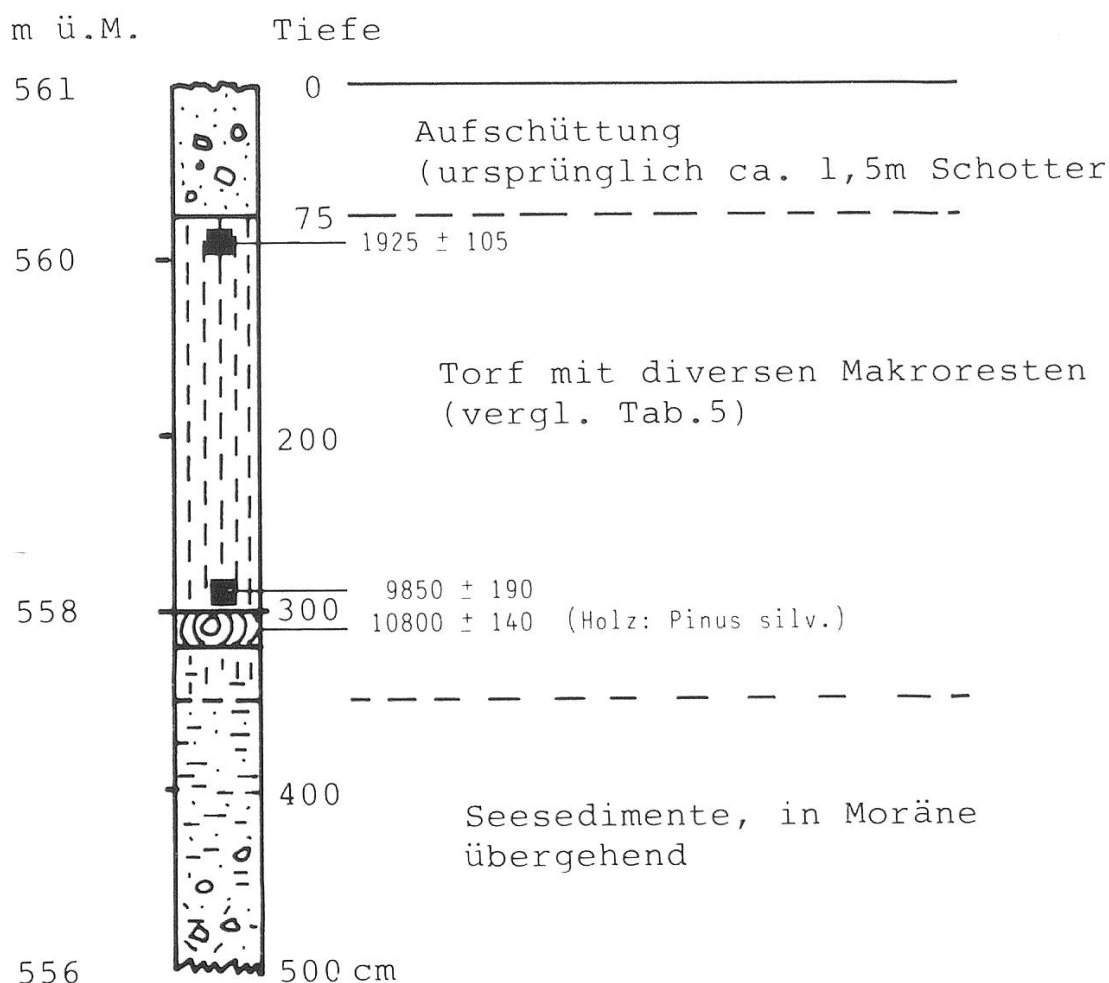 m ü.M. Tiefe
561 0
Aufschüttung
(ursprünglich ca. 1,5m Schotter
75
1925 ± 105
560
Torf mit diversen Makroresten
(vergl. Tab.5)
200
9850 ± 190
558 300
10800 ± 140 (Holz: Pinus silv.)
400
Seesedimente, in Moräne
übergehend
556 500 cm